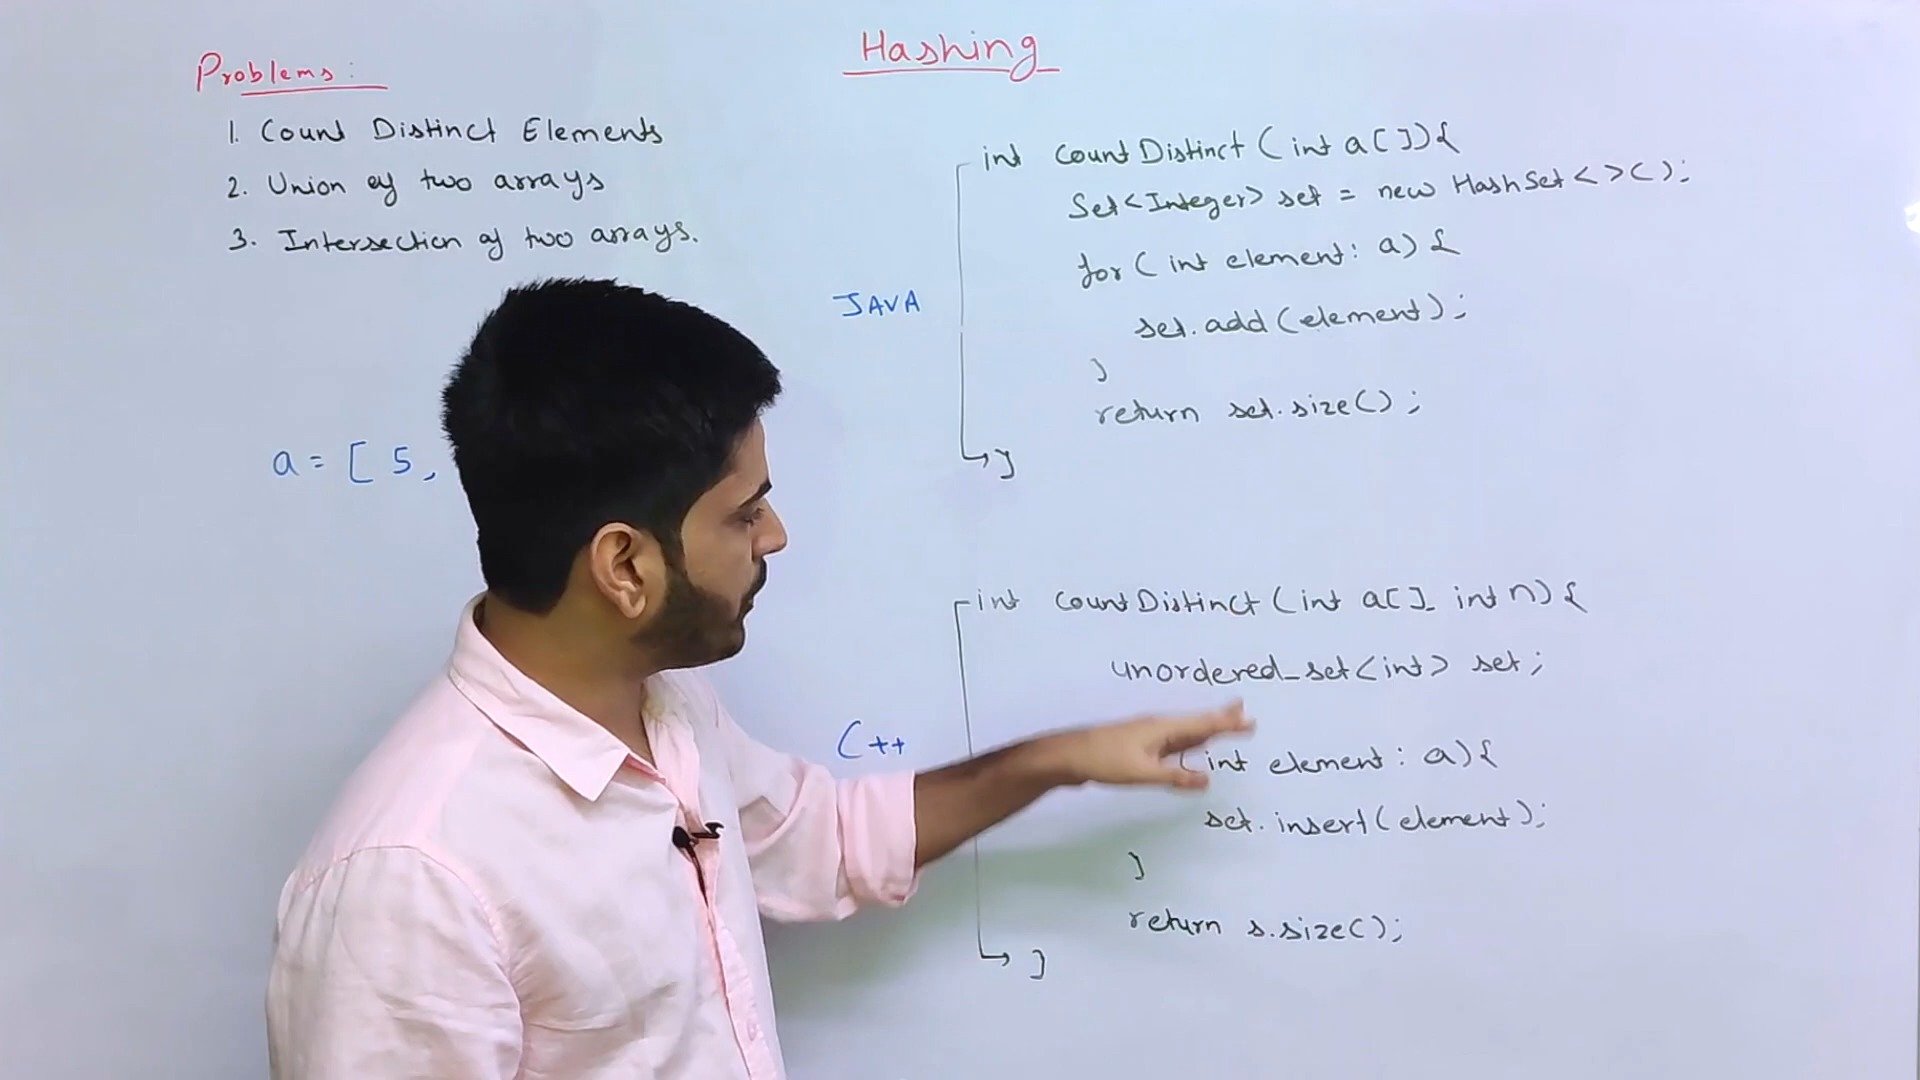 Hashing
Problems:
1. Count Distinct Elements
2. Union of two arrays
3. Intersection of two arrays.
a = [ 5,
JAVA
int countDistinct (int a[]){
Set<Integer> set = new HashSet<>();
for (int element: a) {
set.add(element);
}
return set.size();
}
C++
int countDistinct (int a[], int n) {
unordered_set<int> set;
(int element: a) {
set.insert(element);
}
return s.size();
}